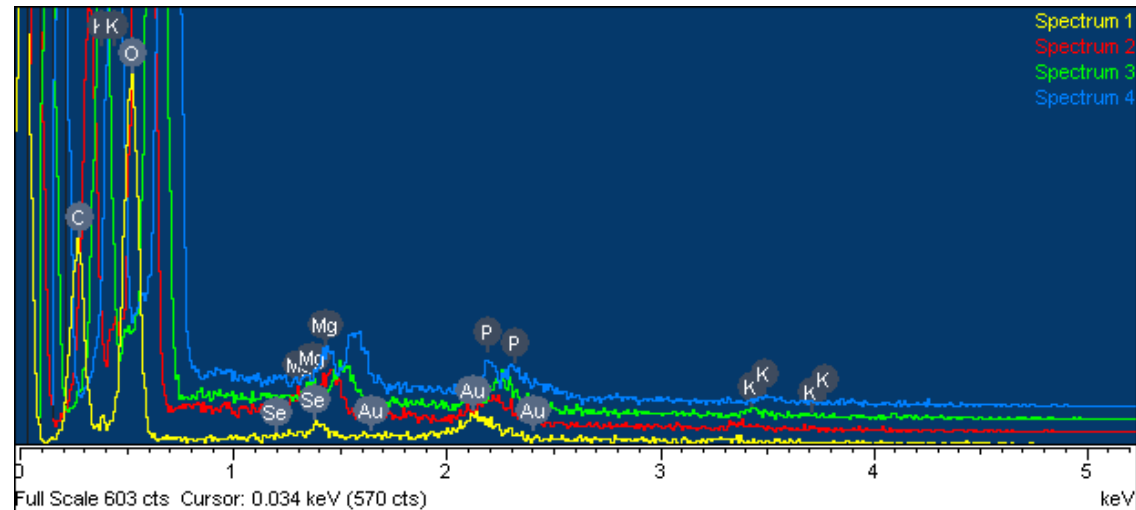 K K
Spectrum 1
O
Spectrum 2
Spectrum 3
Spectrum 4
C
Mg
P
P
Mg Mg
K K
K K
Se
Se
Au
Au
Au
0 1 2 3 4 5
Full Scale 603 cts Cursor: 0.034 keV (570 cts) keV